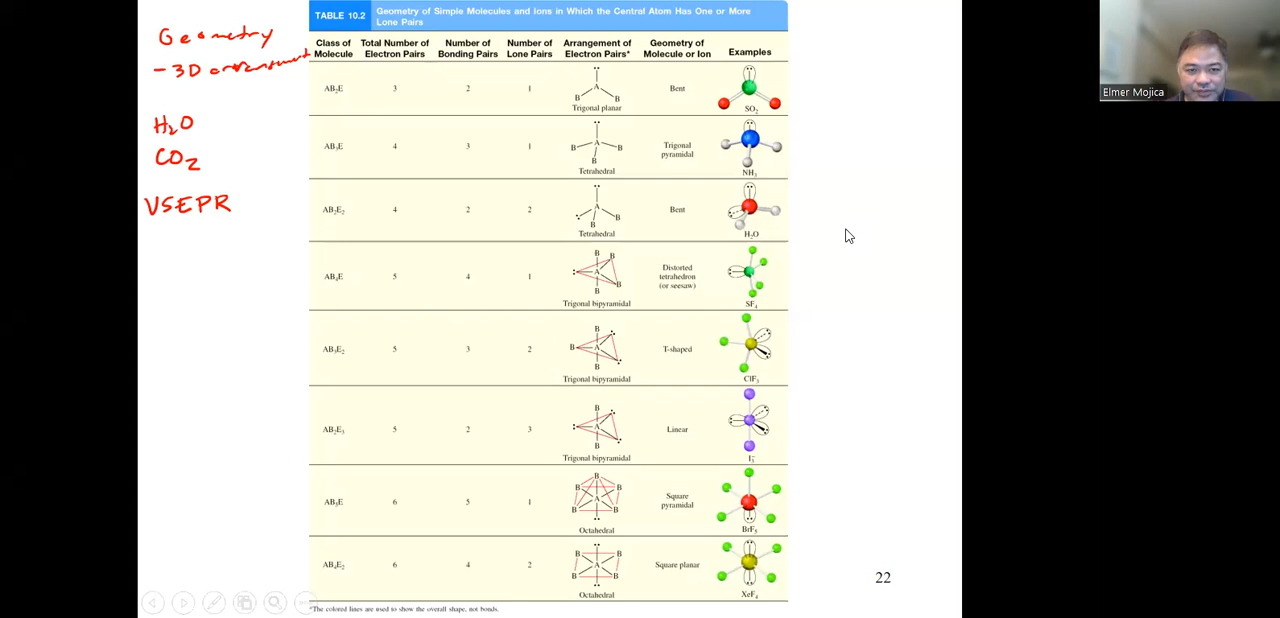 Geometry
- 3D arrangement
H₂O
CO₂
VSEPR
TABLE 10.2 Geometry of Simple Molecules and Ions in Which the Central Atom Has One or More
Lone Pairs
Class of Molecule Total Number of Electron Pairs Number of Bonding Pairs Number of Lone Pairs Arrangement of Electron Pairs* Geometry of Molecule or Ion Examples
AB₂E 3 2 1 A B B Trigonal planar Bent SO₂
AB₃E 4 3 1 B A B B Tetrahedral Trigonal pyramidal NH₃
AB₂E₂ 4 2 2 A B B Tetrahedral Bent H₂O
AB₄E 5 4 1 B B A B B Trigonal bipyramidal Distorted tetrahedron (or seesaw) SF₄
AB₃E₂ 5 3 2 B B A B Trigonal bipyramidal T-shaped ClF₃
AB₂E₃ 5 2 3 B A B Trigonal bipyramidal Linear I₃⁻
AB₅E 6 5 1 B B B A B B Octahedral Square pyramidal BrF₅
AB₄E₂ 6 4 2 B B A B B Octahedral Square planar XeF₄
*The colored lines are used to show the overall shape, not bonds.
22
Elmer Mojica